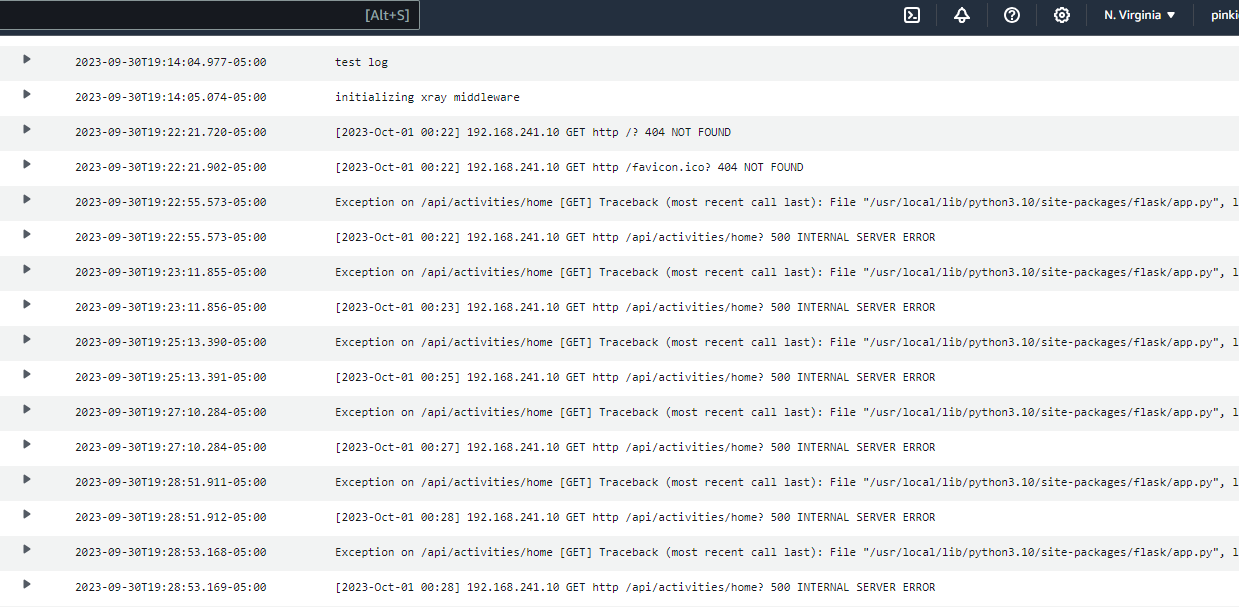 [Alt+S] N. Virginia pinki
2023-09-30T19:14:04.977-05:00 test log
2023-09-30T19:14:05.074-05:00 initializing xray middleware
2023-09-30T19:22:21.720-05:00 [2023-Oct-01 00:22] 192.168.241.10 GET http /? 404 NOT FOUND
2023-09-30T19:22:21.902-05:00 [2023-Oct-01 00:22] 192.168.241.10 GET http /favicon.ico? 404 NOT FOUND
2023-09-30T19:22:55.573-05:00 Exception on /api/activities/home [GET] Traceback (most recent call last): File "/usr/local/lib/python3.10/site-packages/flask/app.py", l
2023-09-30T19:22:55.573-05:00 [2023-Oct-01 00:22] 192.168.241.10 GET http /api/activities/home? 500 INTERNAL SERVER ERROR
2023-09-30T19:23:11.855-05:00 Exception on /api/activities/home [GET] Traceback (most recent call last): File "/usr/local/lib/python3.10/site-packages/flask/app.py", l
2023-09-30T19:23:11.856-05:00 [2023-Oct-01 00:23] 192.168.241.10 GET http /api/activities/home? 500 INTERNAL SERVER ERROR
2023-09-30T19:25:13.390-05:00 Exception on /api/activities/home [GET] Traceback (most recent call last): File "/usr/local/lib/python3.10/site-packages/flask/app.py", l
2023-09-30T19:25:13.391-05:00 [2023-Oct-01 00:25] 192.168.241.10 GET http /api/activities/home? 500 INTERNAL SERVER ERROR
2023-09-30T19:27:10.284-05:00 Exception on /api/activities/home [GET] Traceback (most recent call last): File "/usr/local/lib/python3.10/site-packages/flask/app.py", l
2023-09-30T19:27:10.284-05:00 [2023-Oct-01 00:27] 192.168.241.10 GET http /api/activities/home? 500 INTERNAL SERVER ERROR
2023-09-30T19:28:51.911-05:00 Exception on /api/activities/home [GET] Traceback (most recent call last): File "/usr/local/lib/python3.10/site-packages/flask/app.py", l
2023-09-30T19:28:51.912-05:00 [2023-Oct-01 00:28] 192.168.241.10 GET http /api/activities/home? 500 INTERNAL SERVER ERROR
2023-09-30T19:28:53.168-05:00 Exception on /api/activities/home [GET] Traceback (most recent call last): File "/usr/local/lib/python3.10/site-packages/flask/app.py", l
2023-09-30T19:28:53.169-05:00 [2023-Oct-01 00:28] 192.168.241.10 GET http /api/activities/home? 500 INTERNAL SERVER ERROR